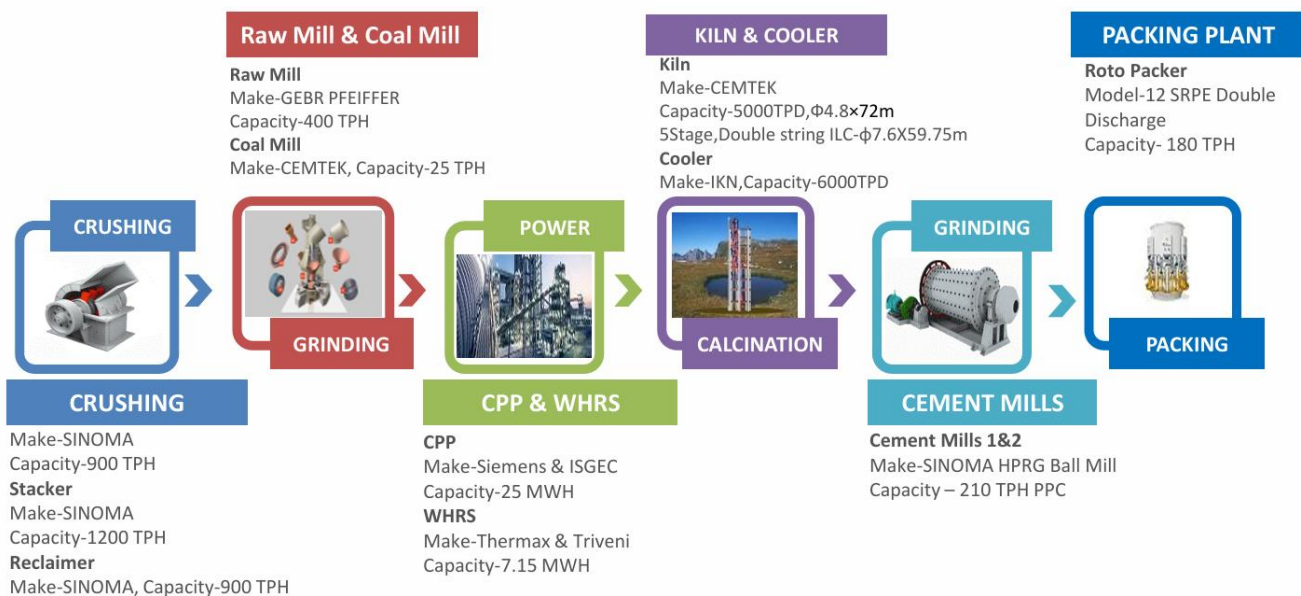 Raw Mill & Coal Mill
Raw Mill
Make-GEBR PFEIFFER
Capacity-400 TPH
Coal Mill
Make-CEMTEK, Capacity-25 TPH
KILN & COOLER
Kiln
Make-CEMTEK
Capacity-5000TPD,Φ4.8×72m
5Stage,Double string ILC-ϕ7.6X59.75m
Cooler
Make-IKN,Capacity-6000TPD
PACKING PLANT
Roto Packer
Model-12 SRPE Double
Discharge
Capacity- 180 TPH
CRUSHING
GRINDING
POWER
CALCINATION
GRINDING
PACKING
CRUSHING
Make-SINOMA
Capacity-900 TPH
Stacker
Make-SINOMA
Capacity-1200 TPH
Reclaimer
Make-SINOMA, Capacity-900 TPH
CPP & WHRS
CPP
Make-Siemens & ISGEC
Capacity-25 MWH
WHRS
Make-Thermax & Triveni
Capacity-7.15 MWH
CEMENT MILLS
Cement Mills 1&2
Make-SINOMA HPRG Ball Mill
Capacity – 210 TPH PPC